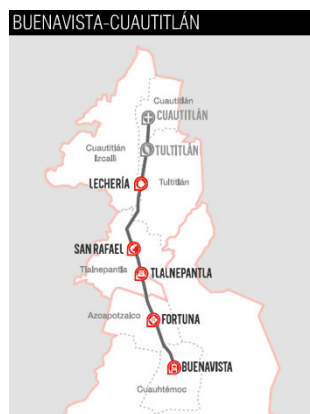 BUENAVISTA-CUAUTITLÁN
Cuautitlán
CUAUTITLÁN
Cuautitlán
Izcalli
TULTITLÁN
LECHERÍA
Tultitlán
SAN RAFAEL
Tlalnepantla
TLALNEPANTLA
Azcapotzalco
FORTUNA
BUENAVISTA
Cuauhtémoc